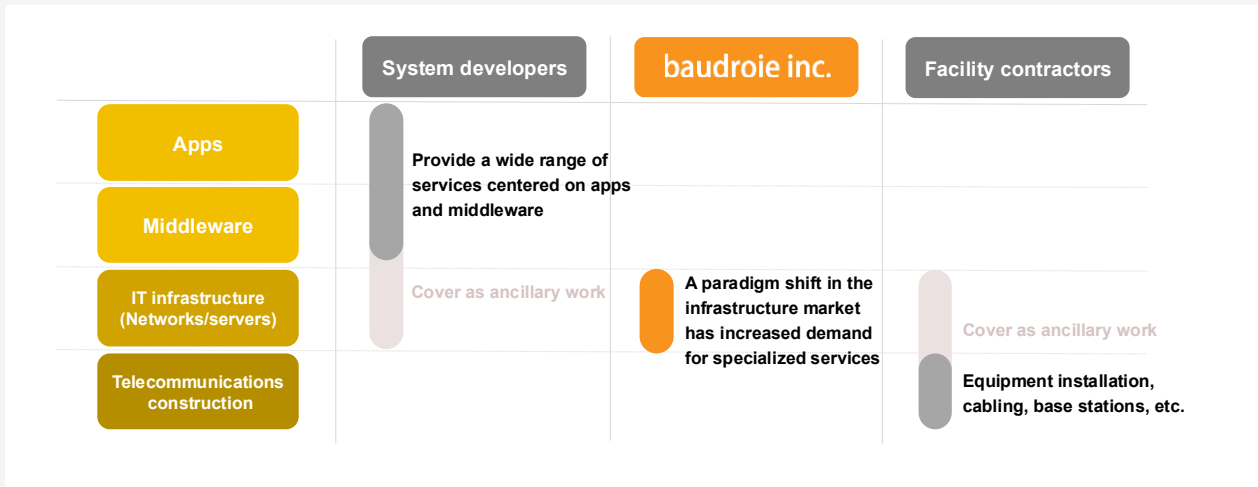 System developers
baudroie inc.
Facility contractors
Apps
Provide a wide range of
services centered on apps
and middleware
Middleware
IT infrastructure
(Networks/servers)
Cover as ancillary work
A paradigm shift in the
infrastructure market
has increased demand
for specialized services
Cover as ancillary work
Telecommunications
construction
Equipment installation,
cabling, base stations, etc.